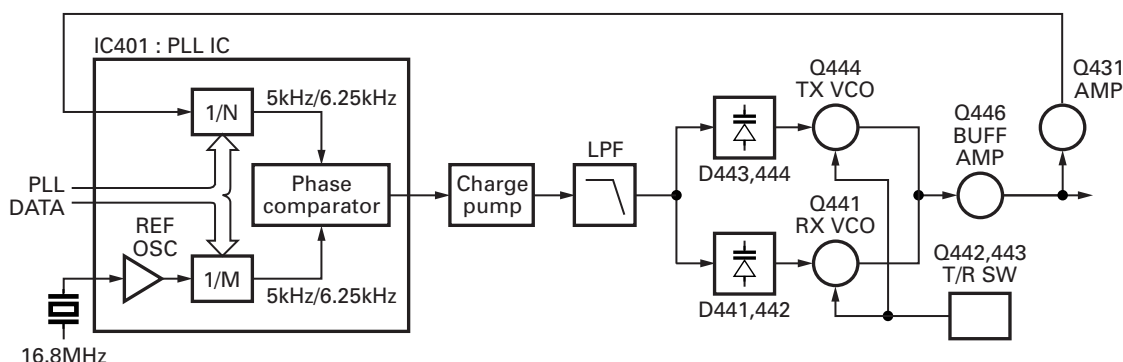 IC401 : PLL IC
1/N
5kHz/6.25kHz
PLL
DATA
REF
OSC
1/M
5kHz/6.25kHz
Phase
comparator
16.8MHz
Charge
pump
LPF
D443,444
D441,442
Q444
TX VCO
Q441
RX VCO
Q446
BUFF
AMP
Q431
AMP
Q442,443
T/R SW